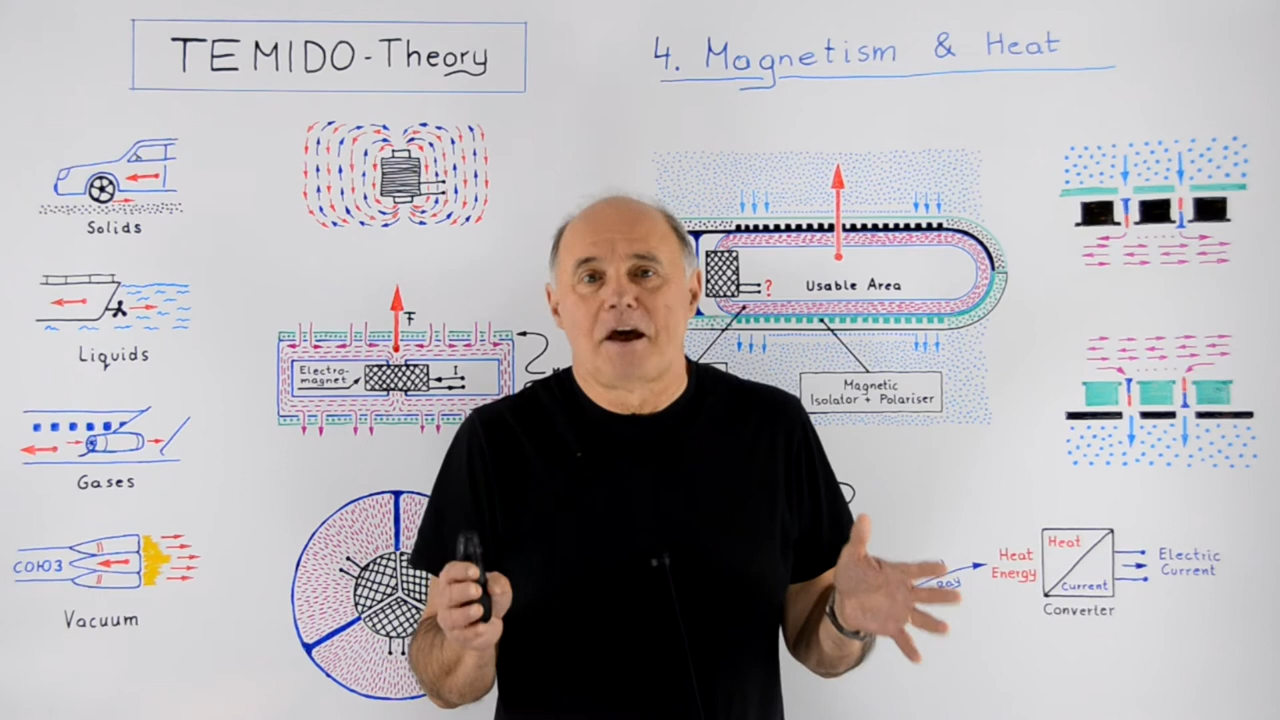 TEMIDO-Theory
4. Magnetism & Heat
Solids
Liquids
Gases
СОЮЗ
Vacuum
F
Electro-
magnet
I
?
Usable Area
Magnetic
Isolator + Polariser
Heat
Energy
Heat
Current
Converter
Electric
Current